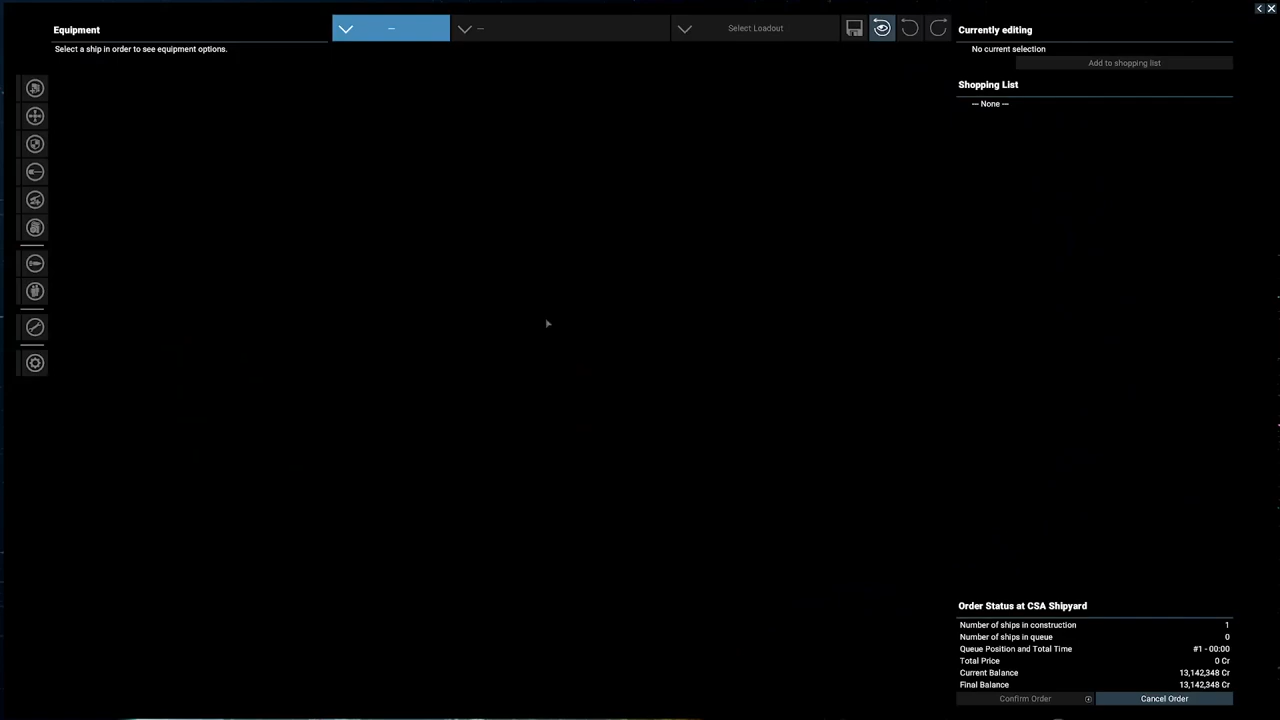 Equipment
Select a ship in order to see equipment options.
—
—
Select Loadout
Currently editing
No current selection
Add to shopping list
Shopping List
--- None ---
Order Status at CSA Shipyard
Number of ships in construction 1
Number of ships in queue 0
Queue Position and Total Time #1 - 00:00
Total Price 0 Cr
Current Balance 13,142,348 Cr
Final Balance 13,142,348 Cr
Confirm Order
Cancel Order